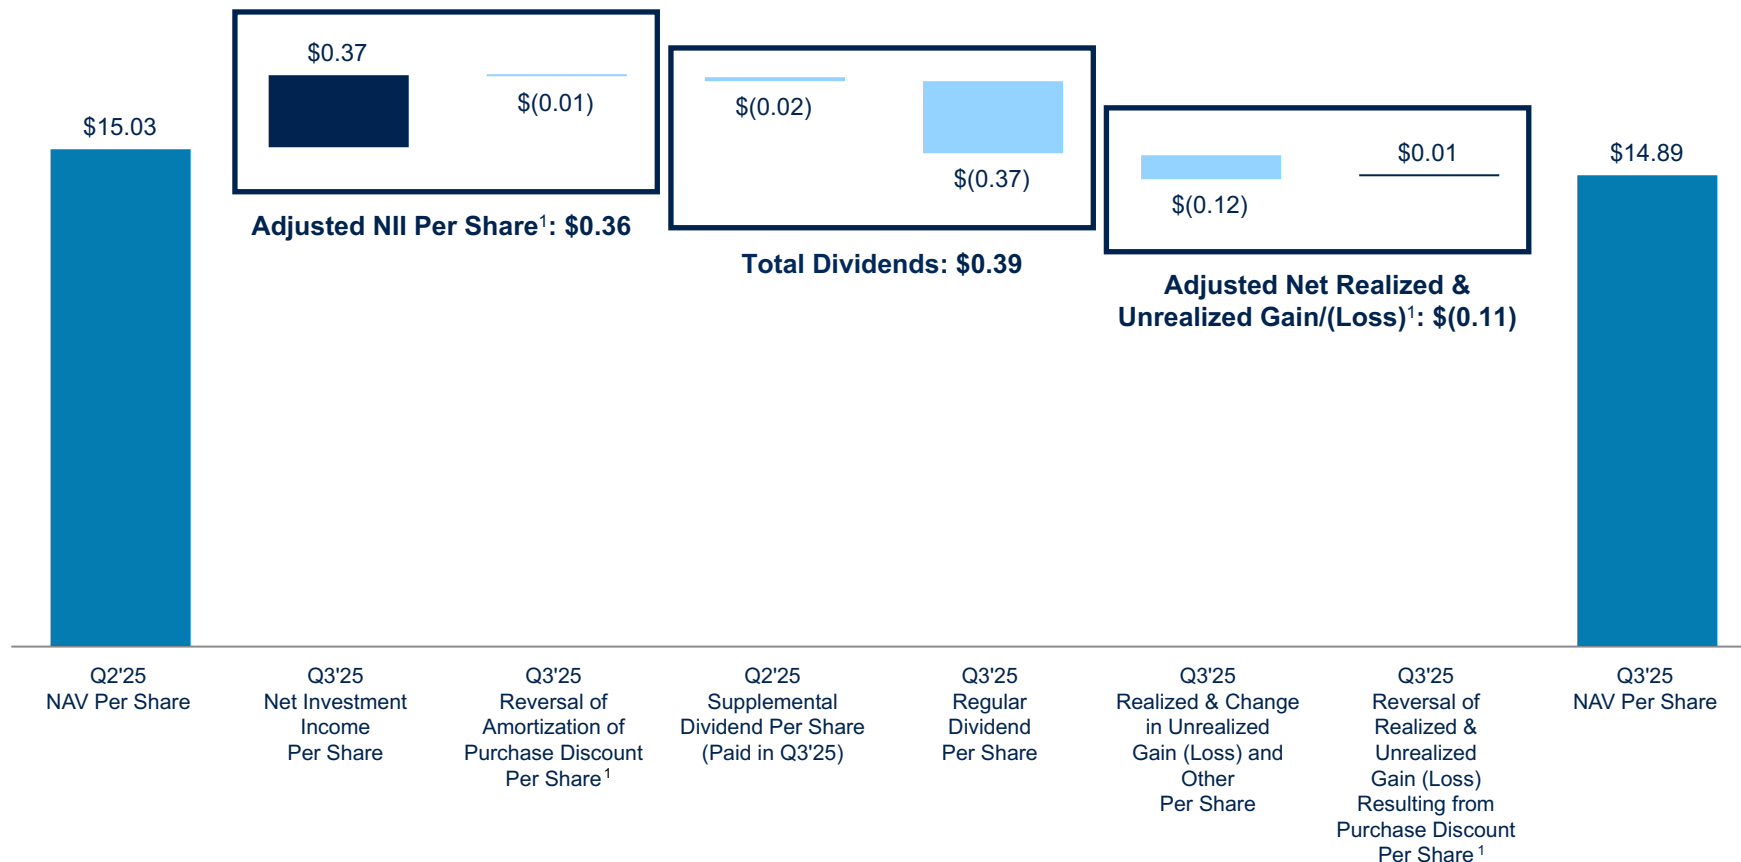 $15.03
$0.37
$(0.01)
Adjusted NII Per Share1: $0.36
$(0.02)
$(0.37)
Total Dividends: $0.39
$(0.12)
$0.01
Adjusted Net Realized &
Unrealized Gain/(Loss)1: $(0.11)
$14.89
Q2'25
NAV Per Share
Q3'25
Net Investment
Income
Per Share
Q3'25
Reversal of
Amortization of
Purchase Discount
Per Share1
Q2'25
Supplemental
Dividend Per Share
(Paid in Q3'25)
Q3'25
Regular
Dividend
Per Share
Q3'25
Realized & Change
in Unrealized
Gain (Loss) and
Other
Per Share
Q3'25
Reversal of
Realized &
Unrealized
Gain (Loss)
Resulting from
Purchase Discount
Per Share1
Q3'25
NAV Per Share